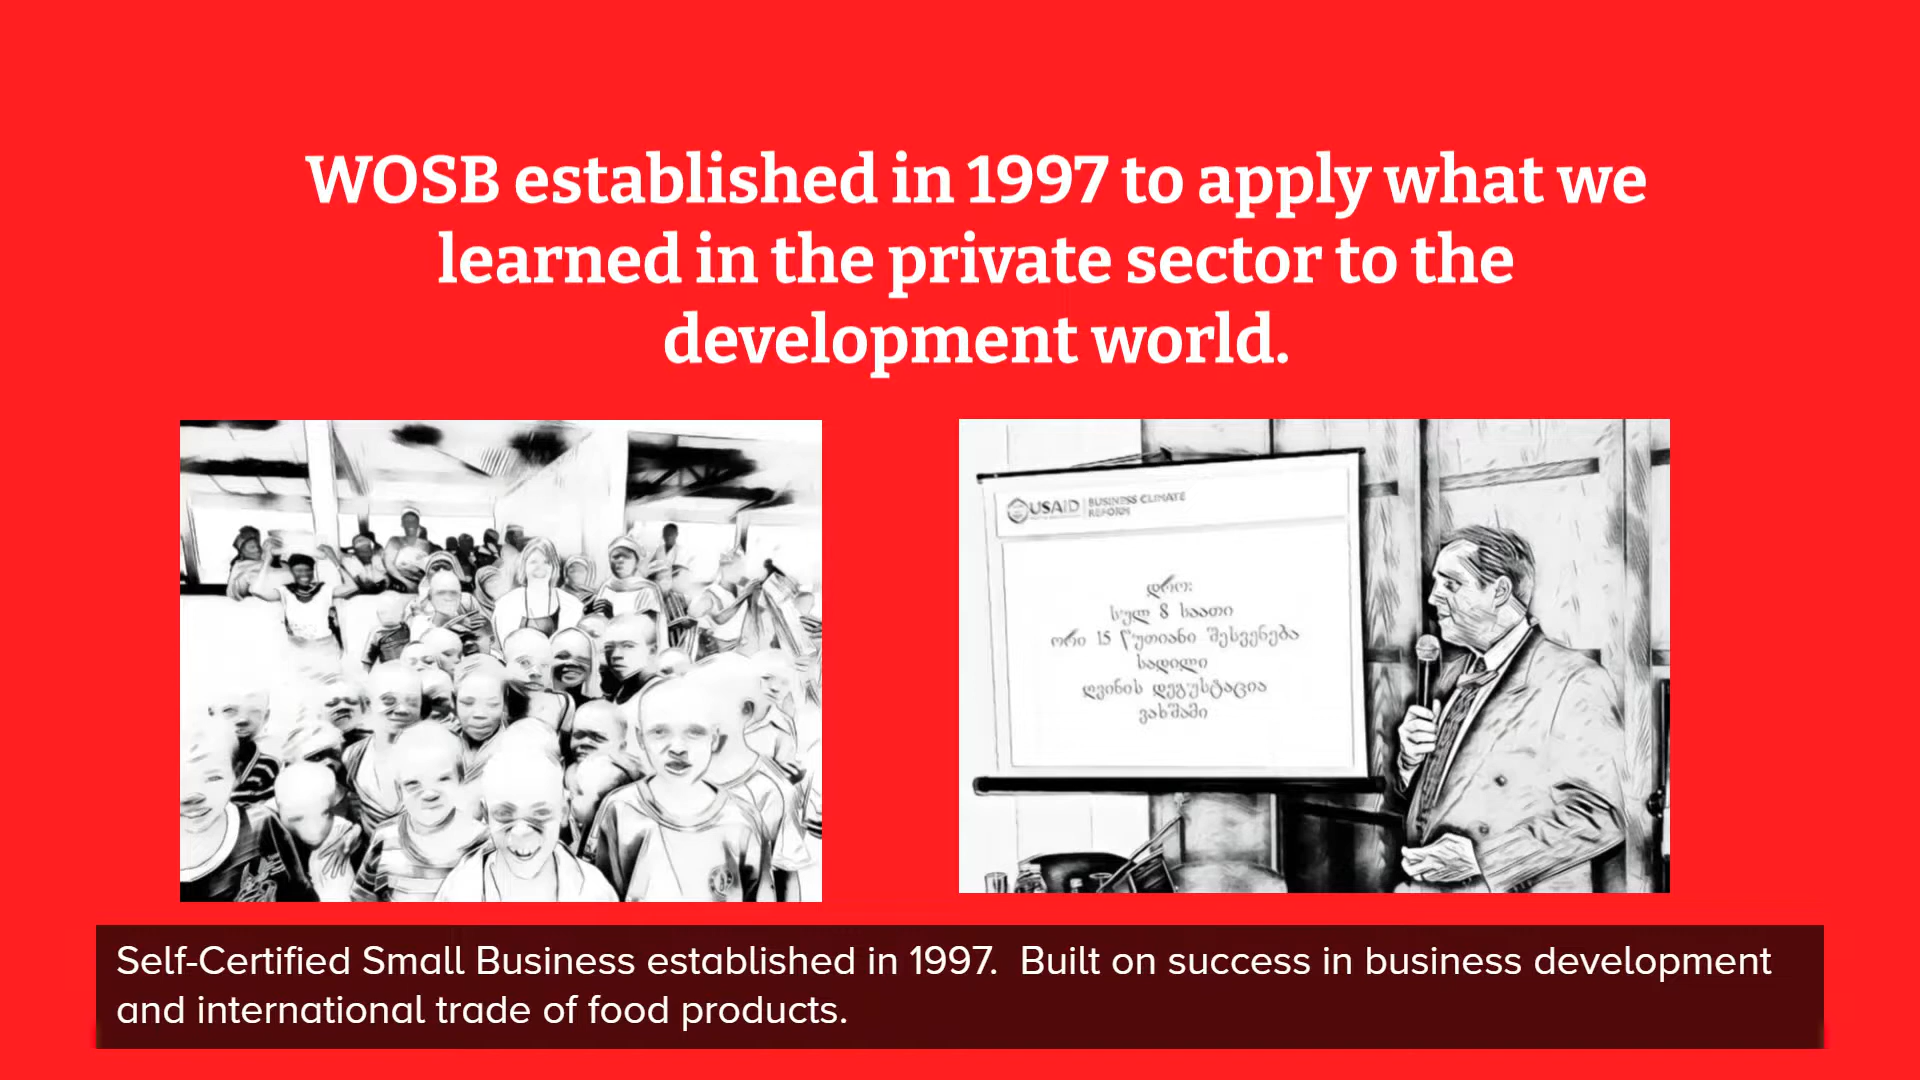 WOSB established in 1997 to apply what we
learned in the private sector to the
development world.
USAID
BUSINESS CLIMATE
REFORM
დრო:
სულ 8 საათი
ორი 15 წუთიანი შესვენება
სადილი
ღვინის დეგუსტაცია
ვახშამი
Self-Certified Small Business established in 1997. Built on success in business development
and international trade of food products.